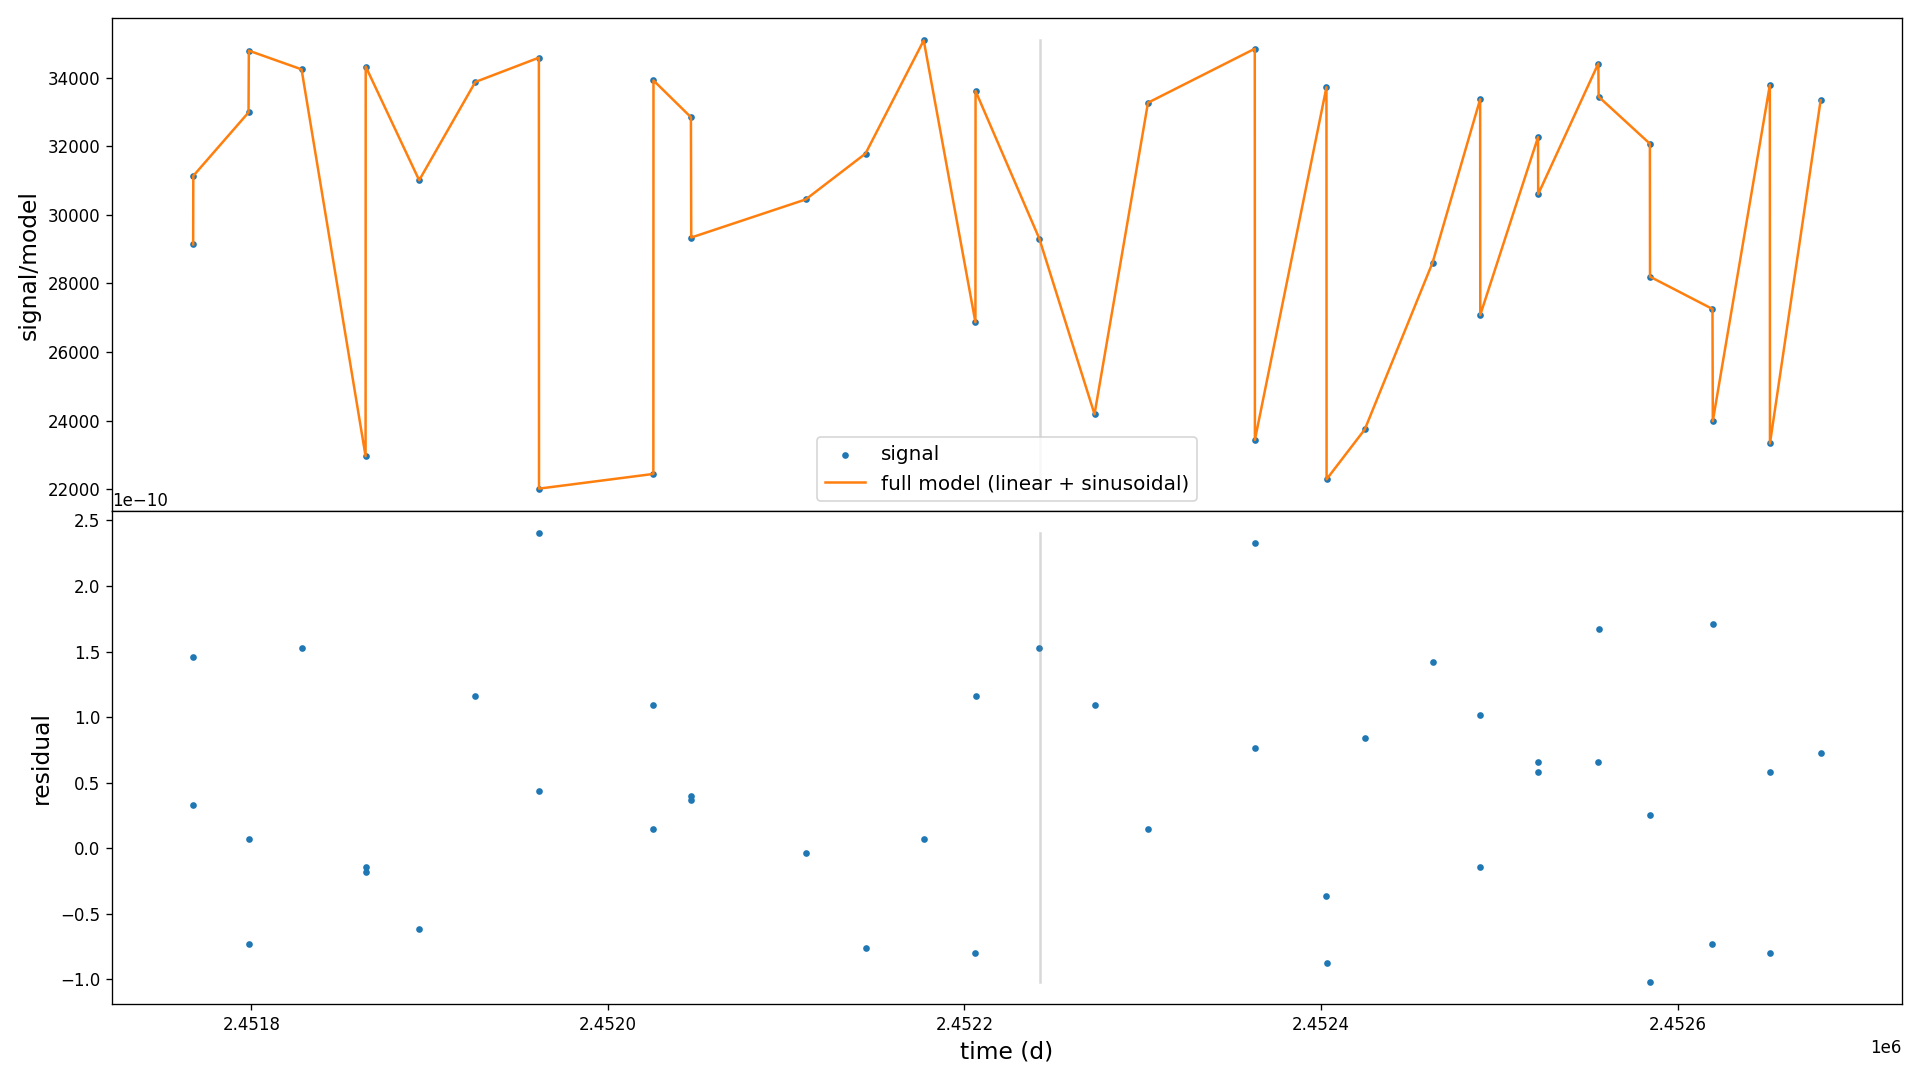 34000
32000
30000
28000
26000
24000
22000
signal/model
signal
full model (linear + sinusoidal)
1e−10
2.5
2.0
1.5
1.0
0.5
0.0
−0.5
−1.0
residual
2.4518
2.4520
2.4522
2.4524
2.4526
1e6
time (d)